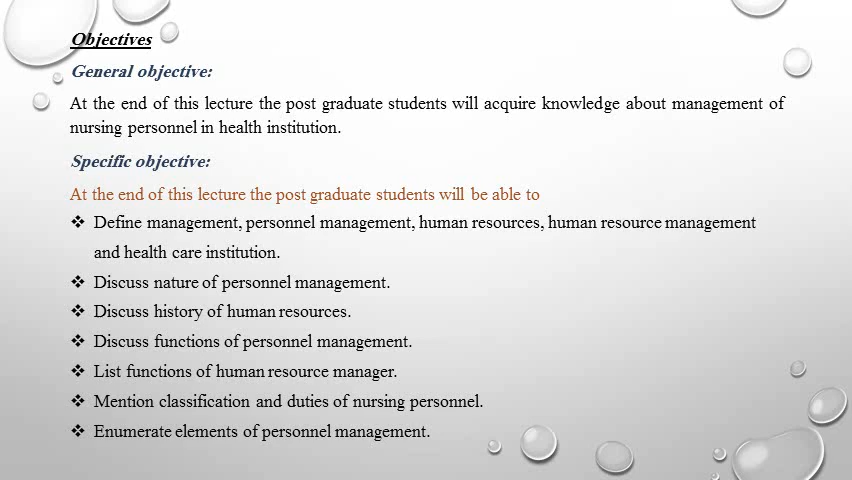 Objectives
General objective:
At the end of this lecture the post graduate students will acquire knowledge about management of
nursing personnel in health institution.
Specific objective:
At the end of this lecture the post graduate students will be able to
❖ Define management, personnel management, human resources, human resource management
and health care institution.
❖ Discuss nature of personnel management.
❖ Discuss history of human resources.
❖ Discuss functions of personnel management.
❖ List functions of human resource manager.
❖ Mention classification and duties of nursing personnel.
❖ Enumerate elements of personnel management.